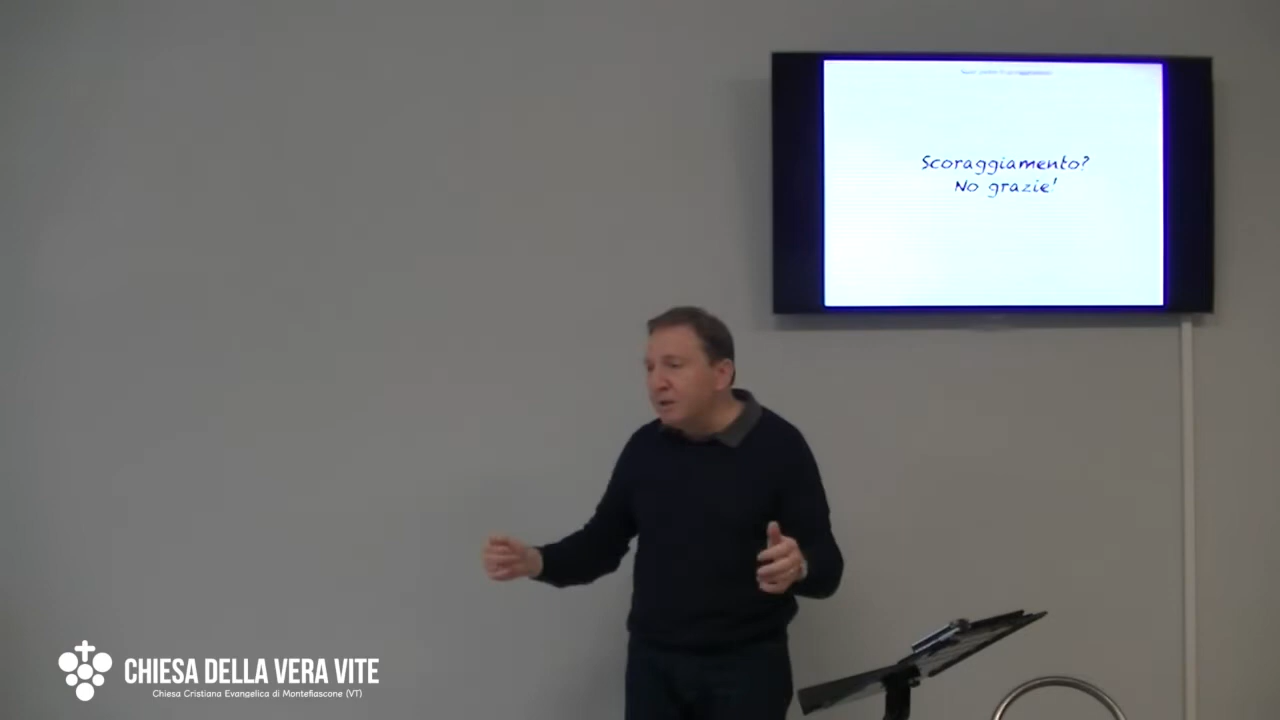 Scoraggiamento?
No grazie!
CHIESA DELLA VERA VITE
Chiesa Cristiana Evangelica di Montefiascone (VT)